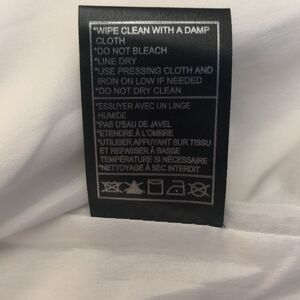 *WIPE CLEAN WITH A DAMP
CLOTH
*DO NOT BLEACH
*LINE DRY
*USE PRESSING CLOTH AND
IRON ON LOW IF NEEDED
*DO NOT DRY CLEAN
*ESSUYER AVEC UN LINGE
HUMIDE
*PAS D'EAU DE JAVEL
*ETENDRE À L'OMBRE
*UTILISER APPUYANT SUR TISSU
ET REPASSER À BASSE
TEMPÉRATURE SI NÉCESSAIRE
*NETTOYAGE À SEC INTERDIT